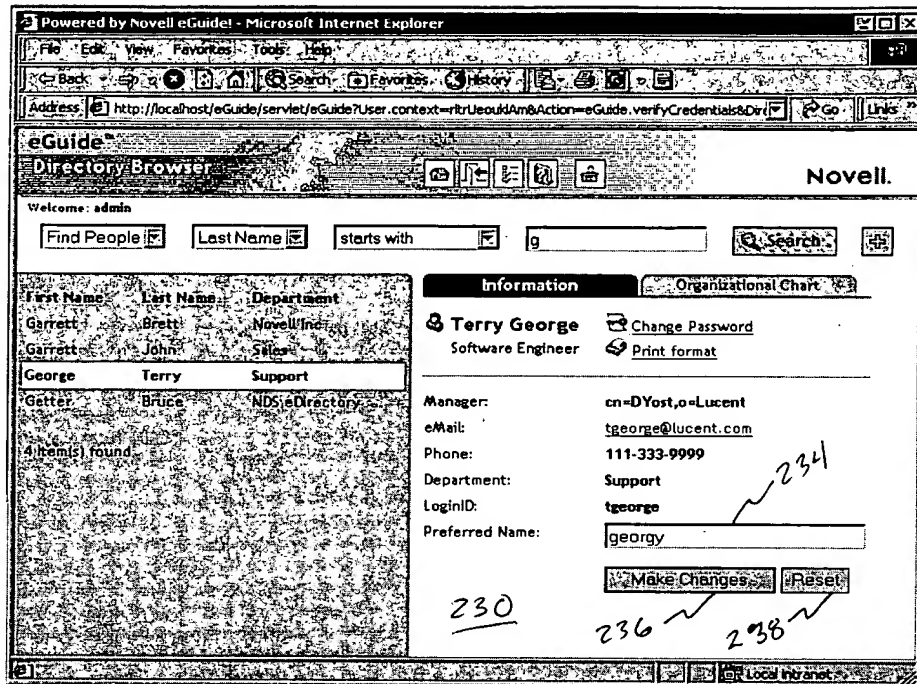 Powered by Novell eGuide! - Microsoft Internet Explorer
File Edit View Favorites Tools Help
Back Search Favorites History
Address http://localhost/eGuide/servlet/eGuide?User.context=rltrUeoukIAm&Action=eGuide.verifyCredentials&Dir Go Links
eGuide
Directory Browser
Novell.
Welcome: admin
Find People Last Name starts with g Search
First Name Last Name Department
Garrett Brett Novell Inc
Garrett John Sales
George Terry Support
Getter Bruce NDS eDirectory
4 item(s) found
Information Organizational Chart
Terry George Change Password
Software Engineer Print format
Manager: cn=DYost,o=Lucent
eMail: tgeorge@lucent.com
Phone: 111-333-9999
Department: Support
LoginID: tgeorge
Preferred Name: georgy
234
Make Changes Reset
230
236
238
Local intranet